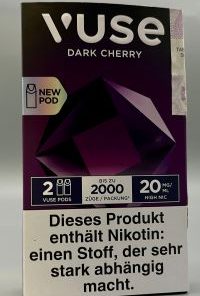 VUSE
DARK CHERRY
NEW
POD
2
VUSE PODS
BIS ZU
2000
ZÜGE / PACKUNG*
20 MG/
ML
HIGH NIC
Dieses Produkt
enthält Nikotin:
einen Stoff, der sehr
stark abhängig
macht.